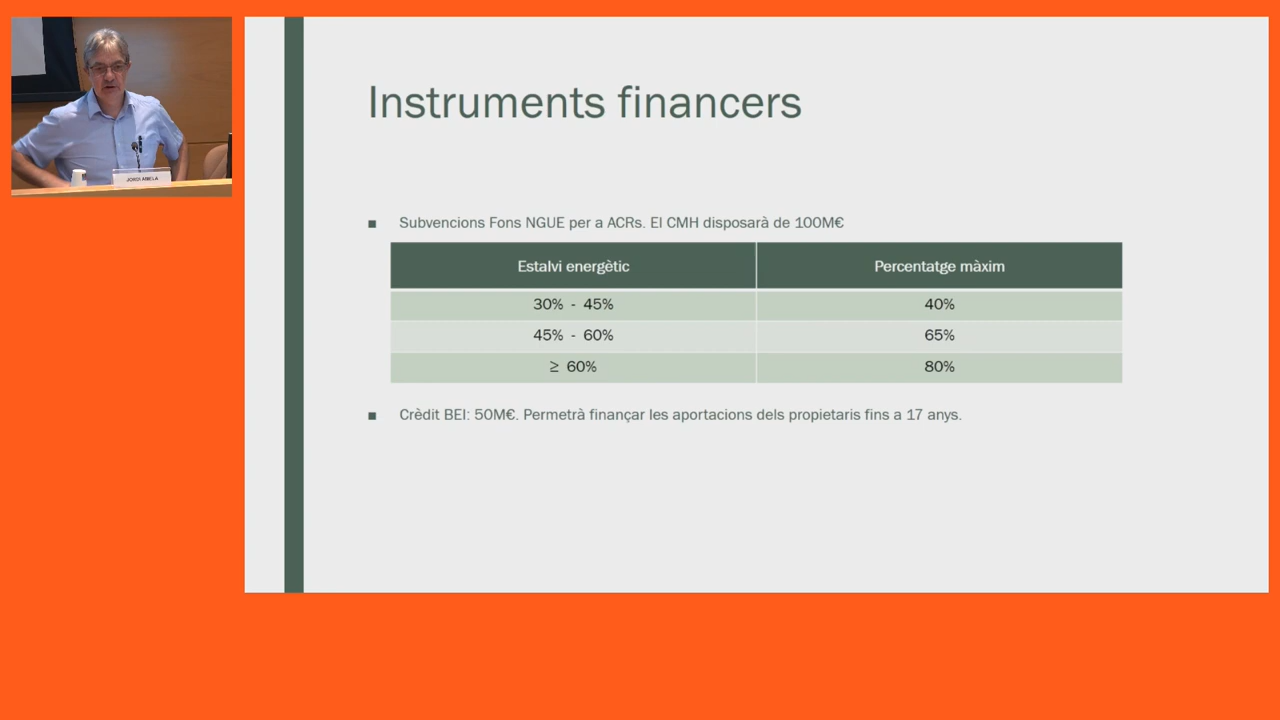 Instruments financers
■ Subvencions Fons NGUE per a ACRs. El CMH disposarà de 100M€
Estalvi energètic Percentatge màxim
30% - 45% 40%
45% - 60% 65%
≥ 60% 80%
■ Crèdit BEI: 50M€. Permetrà finançar les aportacions dels propietaris fins a 17 anys.
JORDI